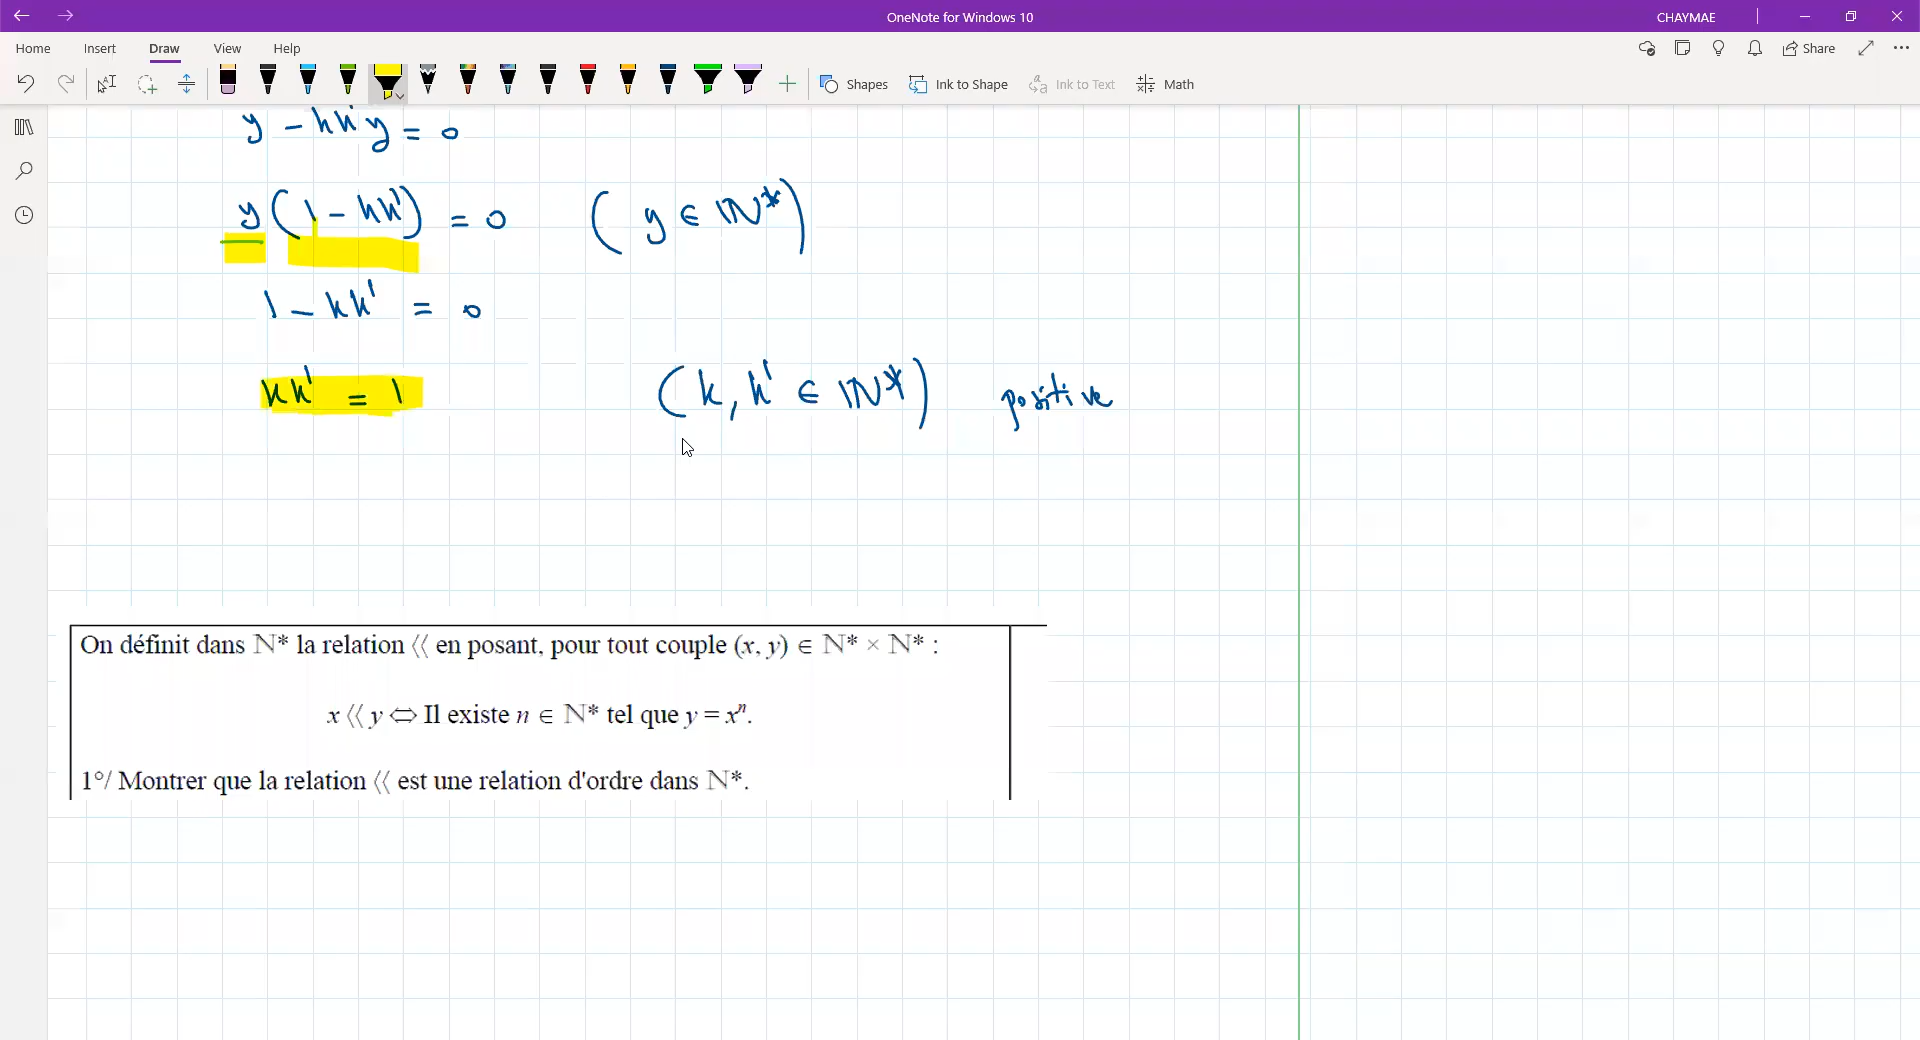 OneNote for Windows 10
CHAYMAE
Home Insert Draw View Help
Share
Shapes Ink to Shape Ink to Text Math
y - kk'y = 0
y(1 - kk') = 0 (y ∈ ℕ*)
1 - kk' = 0
kk' = 1 (k, k' ∈ ℕ*) positive
On définit dans ℕ* la relation ⟨⟨ en posant, pour tout couple (x, y) ∈ ℕ* × ℕ* :
x ⟨⟨ y ⇔ Il existe n ∈ ℕ* tel que y = xⁿ.
1°/ Montrer que la relation ⟨⟨ est une relation d'ordre dans ℕ*.